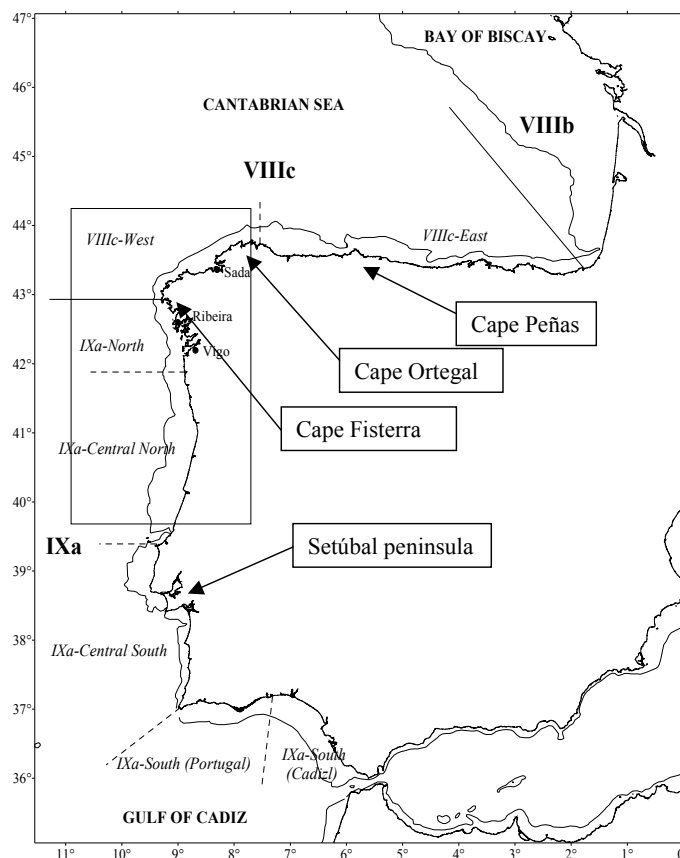 47°
BAY OF BISCAY
46°
CANTABRIAN SEA
VIIIb
45°
VIIIc
44°
VIIIc-West
VIIIc-East
Sada
43°
Ribeira
Cape Peñas
IXa-North
Vigo
42°
Cape Ortegal
Cape Fisterra
41°
IXa-Central North
40°
IXa
Setúbal peninsula
39°
38°
IXa-Central South
37°
IXa-South (Portugal)
IXa-South
(Cadizl)
36°
GULF OF CADIZ
11° 10° 9° 8° 7° 6° 5° 4° 3° 2° 1° 0